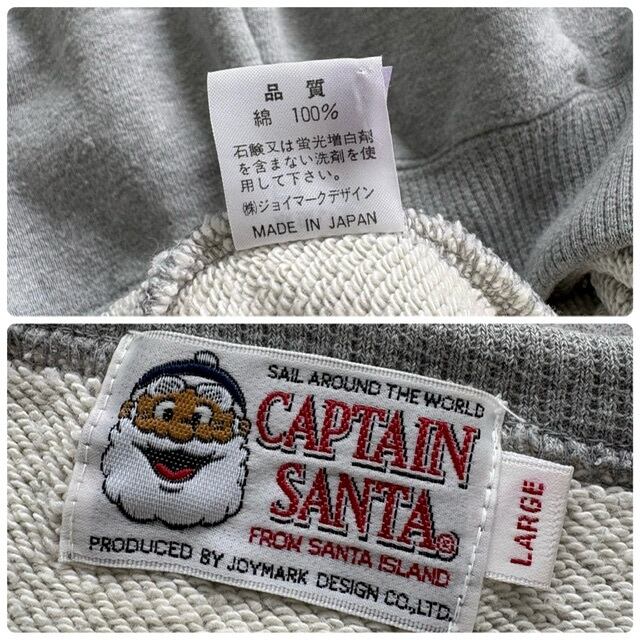 品質
綿 100%
石鹸又は蛍光増白剤
を含まない洗剤を使
用して下さい。
㈱ジョイマークデザイン
MADE IN JAPAN
SAIL AROUND THE WORLD
CAPTAIN
SANTA®
FROM SANTA ISLAND
PRODUCED BY JOYMARK DESIGN CO.,LTD.
LARGE